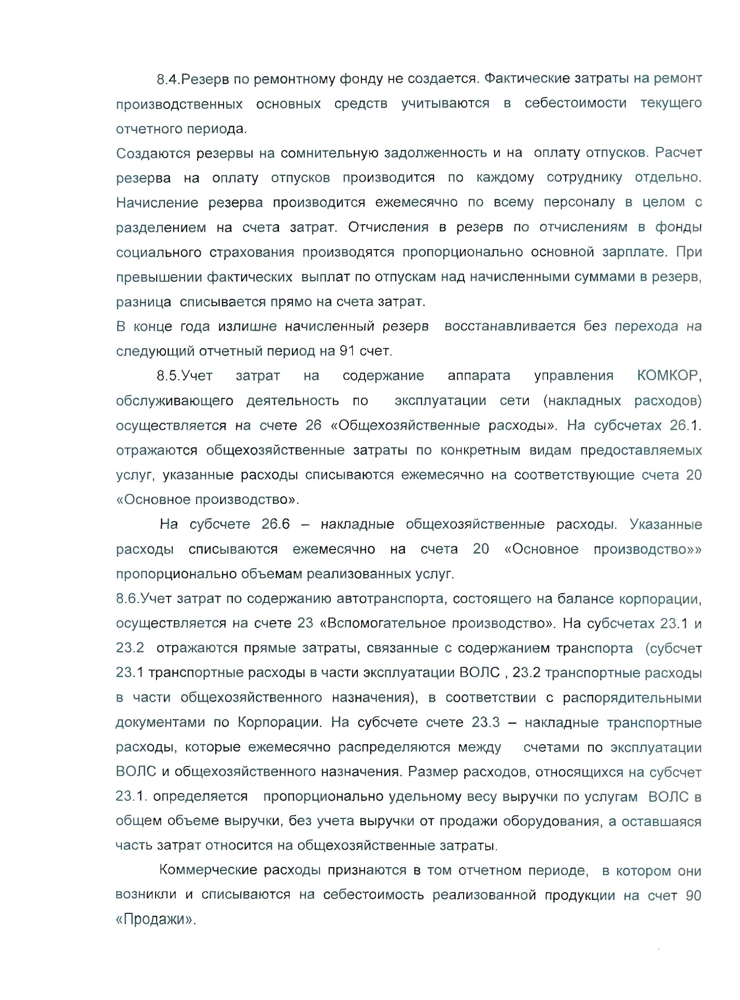 8.4.Резерв по ремонтному фонду не создается. Фактические затраты на ремонт
производственных основных средств учитываются в себестоимости текущего
отчетного периода.
Создаются резервы на сомнительную задолженность и на оплату отпусков. Расчет
резерва на оплату отпусков производится по каждому сотруднику отдельно.
Начисление резерва производится ежемесячно по всему персоналу в целом с
разделением на счета затрат. Отчисления в резерв по отчислениям в фонды
социального страхования производятся пропорционально основной зарплате. При
превышении фактических выплат по отпускам над начисленными суммами в резерв,
разница списывается прямо на счета затрат.
В конце года излишне начисленный резерв восстанавливается без перехода на
следующий отчетный период на 91 счет.
8.5.Учет затрат на содержание аппарата управления КОМКОР,
обслуживающего деятельность по эксплуатации сети (накладных расходов)
осуществляется на счете 26 «Общехозяйственные расходы». На субсчетах 26.1.
отражаются общехозяйственные затраты по конкретным видам предоставляемых
услуг, указанные расходы списываются ежемесячно на соответствующие счета 20
«Основное производство».
На субсчете 26.6 – накладные общехозяйственные расходы. Указанные
расходы списываются ежемесячно на счета 20 «Основное производство»»
пропорционально объемам реализованных услуг.
8.6.Учет затрат по содержанию автотранспорта, состоящего на балансе корпорации,
осуществляется на счете 23 «Вспомогательное производство». На субсчетах 23.1 и
23.2 отражаются прямые затраты, связанные с содержанием транспорта (субсчет
23.1 транспортные расходы в части эксплуатации ВОЛС , 23.2 транспортные расходы
в части общехозяйственного назначения), в соответствии с распорядительными
документами по Корпорации. На субсчете счете 23.3 – накладные транспортные
расходы, которые ежемесячно распределяются между счетами по эксплуатации
ВОЛС и общехозяйственного назначения. Размер расходов, относящихся на субсчет
23.1. определяется пропорционально удельному весу выручки по услугам ВОЛС в
общем объеме выручки, без учета выручки от продажи оборудования, а оставшаяся
часть затрат относится на общехозяйственные затраты.
Коммерческие расходы признаются в том отчетном периоде, в котором они
возникли и списываются на себестоимость реализованной продукции на счет 90
«Продажи».